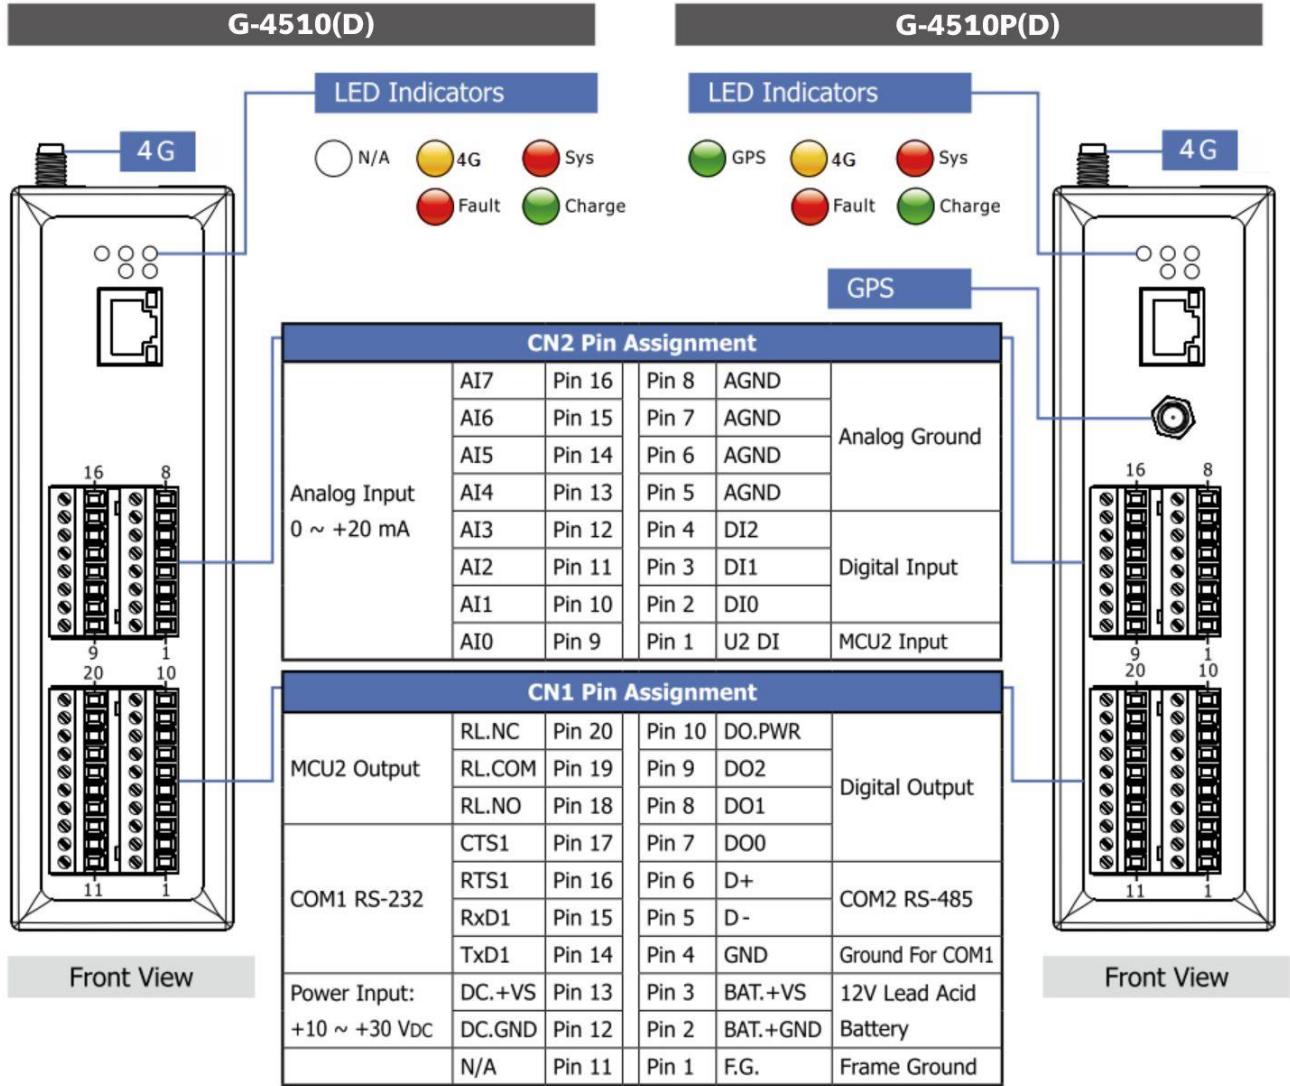 G-4510(D)
G-4510P(D)
LED Indicators
LED Indicators
4G
N/A 4G Sys
Fault Charge
GPS 4G Sys
Fault Charge
4G
GPS
CN2 Pin Assignment
AI7 Pin 16 Pin 8 AGND
AI6 Pin 15 Pin 7 AGND
Analog Ground
AI5 Pin 14 Pin 6 AGND
Analog Input AI4 Pin 13 Pin 5 AGND
0 ~ +20 mA AI3 Pin 12 Pin 4 DI2
AI2 Pin 11 Pin 3 DI1 Digital Input
AI1 Pin 10 Pin 2 DI0
AI0 Pin 9 Pin 1 U2 DI MCU2 Input
16 8
9 1
20 10
11 1
16 8
9 1
20 10
11 1
CN1 Pin Assignment
RL.NC Pin 20 Pin 10 DO.PWR
MCU2 Output RL.COM Pin 19 Pin 9 DO2
Digital Output
RL.NO Pin 18 Pin 8 DO1
CTS1 Pin 17 Pin 7 DO0
RTS1 Pin 16 Pin 6 D+
COM1 RS-232 COM2 RS-485
RxD1 Pin 15 Pin 5 D-
TxD1 Pin 14 Pin 4 GND Ground For COM1
Power Input: DC.+VS Pin 13 Pin 3 BAT.+VS 12V Lead Acid
+10 ~ +30 VDC DC.GND Pin 12 Pin 2 BAT.+GND Battery
N/A Pin 11 Pin 1 F.G. Frame Ground
Front View
Front View